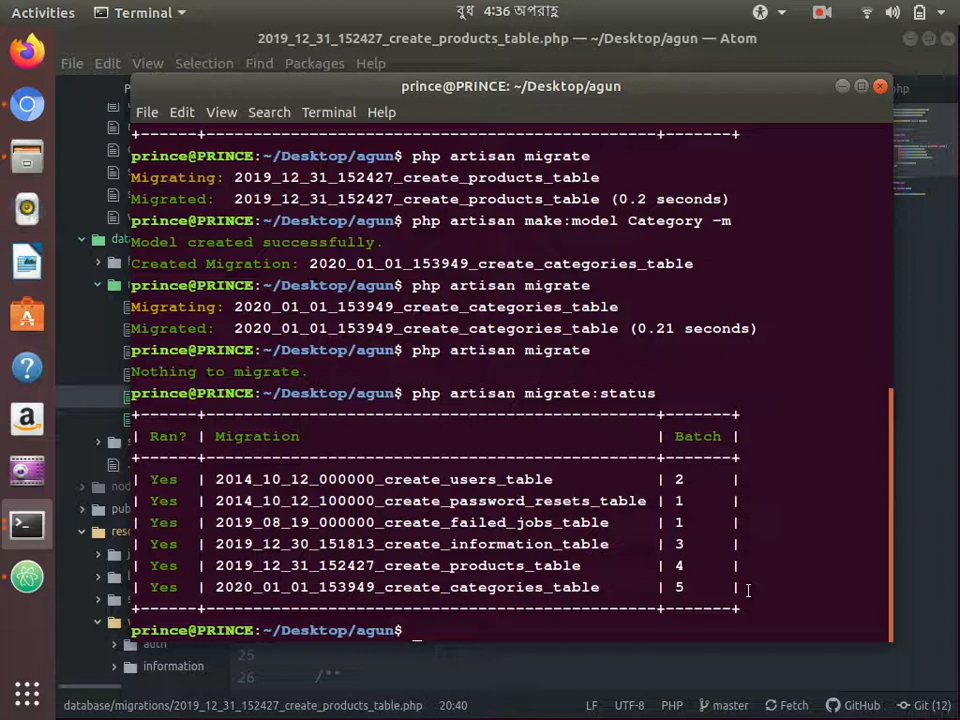 Activities Terminal বুধ 4:36 অপরাহ্ণ
2019_12_31_152427_create_products_table.php — ~/Desktop/agun — Atom
File Edit View Selection Find Packages Help
prince@PRINCE: ~/Desktop/agun
File Edit View Search Terminal Help
+------+------------------------------------------------+-------+
prince@PRINCE:~/Desktop/agun$ php artisan migrate
Migrating: 2019_12_31_152427_create_products_table
Migrated:  2019_12_31_152427_create_products_table (0.2 seconds)
prince@PRINCE:~/Desktop/agun$ php artisan make:model Category -m
Model created successfully.
Created Migration: 2020_01_01_153949_create_categories_table
prince@PRINCE:~/Desktop/agun$ php artisan migrate
Migrating: 2020_01_01_153949_create_categories_table
Migrated:  2020_01_01_153949_create_categories_table (0.21 seconds)
prince@PRINCE:~/Desktop/agun$ php artisan migrate
Nothing to migrate.
prince@PRINCE:~/Desktop/agun$ php artisan migrate:status
+------+------------------------------------------------+-------+
| Ran? | Migration                                      | Batch |
+------+------------------------------------------------+-------+
| Yes  | 2014_10_12_000000_create_users_table           | 2     |
| Yes  | 2014_10_12_100000_create_password_resets_table | 1     |
| Yes  | 2019_08_19_000000_create_failed_jobs_table     | 1     |
| Yes  | 2019_12_30_151813_create_information_table     | 3     |
| Yes  | 2019_12_31_152427_create_products_table        | 4     |
| Yes  | 2020_01_01_153949_create_categories_table      | 5     |
+------+------------------------------------------------+-------+
prince@PRINCE:~/Desktop/agun$
auth
25
information
26 /**
database/migrations/2019_12_31_152427_create_products_table.php 20:40 LF UTF-8 PHP master Fetch GitHub Git (12)